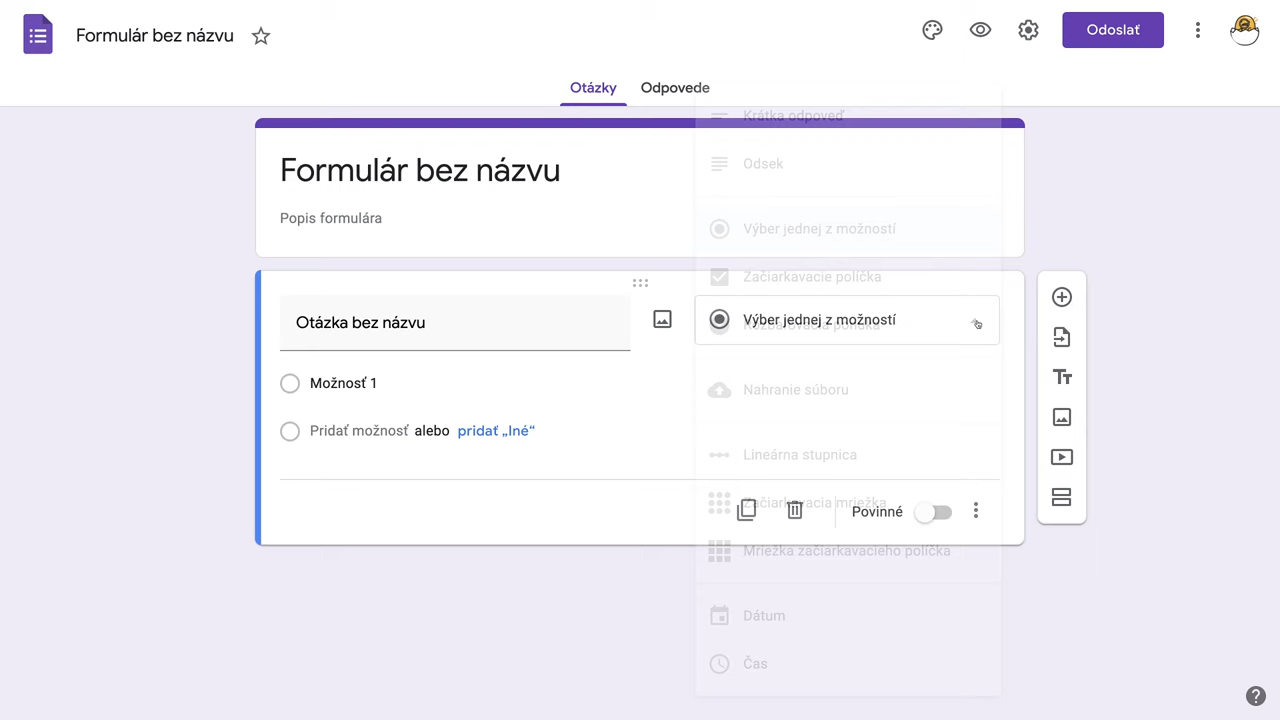 Formulár bez názvu
Odoslať
Otázky
Odpovede
Krátka odpoveď
Formulár bez názvu
Odsek
Popis formulára
Výber jednej z možností
Začiarkavacie políčka
Otázka bez názvu
Výber jednej z možností
Možnosť 1
Nahranie súboru
Pridať možnosť alebo pridať „Iné“
Lineárna stupnica
Začiarkavacia mriežka
Povinné
Mriežka začiarkavacieho políčka
Dátum
Čas